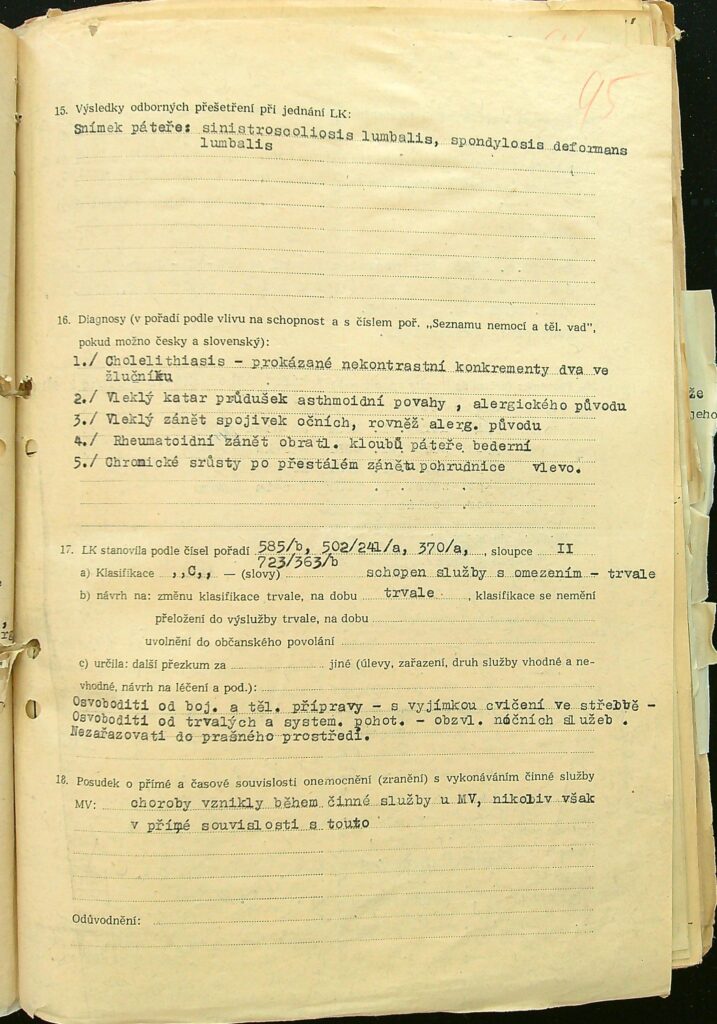 95
15. Výsledky odborných přešetření při jednání LK:
Snímek páteře: sinistroscoliosis lumbalis, spondylosis deformans
lumbalis
16. Diagnosy (v pořadí podle vlivu na schopnost a s číslem poř. „Seznamu nemocí a těl. vad",
pokud možno česky a slovenský):
1./ Cholelithiasis - prokázané nekontrastní konkrementy dva ve
žlučníku
2./ Vleklý katar průdušek asthmoidní povahy , alergického původu
3./ Vleklý zánět spojivek očních, rovněž alerg. původu
4./ Rheumatoidní zánět obratl. kloubů páteře bederní
5./ Chronické srůsty po přestálém zánětu pohrudnice vlevo.
17. LK stanovila podle čísel pořadí 585/b, 502/241/a, 370/a, , sloupce II
723/363/b
a) Klasifikace ,,C,, — (slovy) schopen služby s omezením - trvale
b) návrh na: změnu klasifikace trvale, na dobu trvale , klasifikace se nemění
přeložení do výslužby trvale, na dobu
uvolnění do občanského povolání
c) určila: další přezkum za jiné (úlevy, zařazení, druh služby vhodné a ne-
vhodné, návrh na léčení a pod.):
Osvoboditi od boj. a těl. přípravy - s vyjímkou cvičení ve střelbě -
Osvoboditi od trvalých a system. pohot. - obzvl. nočních služeb .
Nezařazovati do prašného prostředí.
18. Posudek o přímé a časové souvislosti onemocnění (zranění) s vykonáváním činné služby
MV: choroby vznikly během činné služby u MV, nikoliv však
v přímé souvislosti s touto
Odůvodnění:
že
jeho